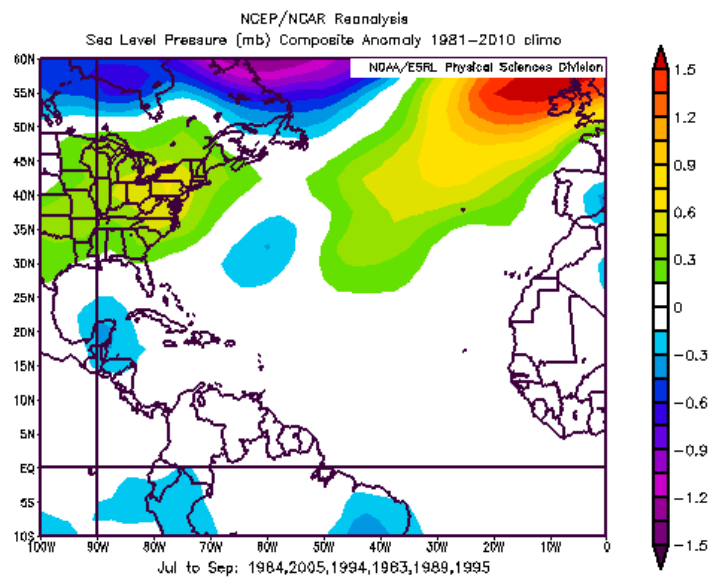 NCEP/NCAR Reanalysis
Sea Level Pressure (mb) Composite Anomaly 1981-2010 climo
NOAA/ESRL Physical Sciences Division
60N
55N
50N
45N
40N
35N
30N
25N
20N
15N
10N
5N
EQ
5S
10S
100W 90W 80W 70W 60W 50W 40W 30W 20W 10W 0
1.5
1.2
0.9
0.6
0.3
0
-0.3
-0.6
-0.9
-1.2
-1.5
Jul to Sep: 1984,2005,1994,1983,1989,1995